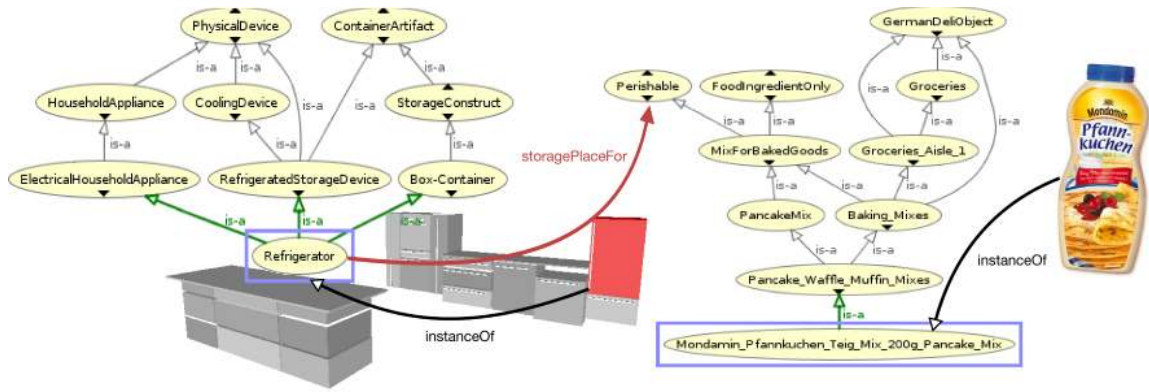 PhysicalDevice
ContainerArtifact
is-a
is-a
is-a
is-a
is-a
HouseholdAppliance
CoolingDevice
StorageConstruct
is-a
is-a
is-a
is-a
ElectricalHouseholdAppliance
RefrigeratedStorageDevice
Box-Container
is-a
is-a
is-a
Refrigerator
instanceOf
storagePlaceFor
GermanDeliObject
is-a
is-a
is-a
Perishable
FoodIngredientOnly
Groceries
is-a
is-a
is-a
MixForBakedGoods
Groceries_Aisle_1
is-a
is-a
is-a
PancakeMix
Baking_Mixes
is-a
is-a
Pancake_Waffle_Muffin_Mixes
is-a
Mondamin_Pfannkuchen_Teig_Mix_200g_Pancake_Mix
instanceOf
Mondamin
Pfann-
kuchen